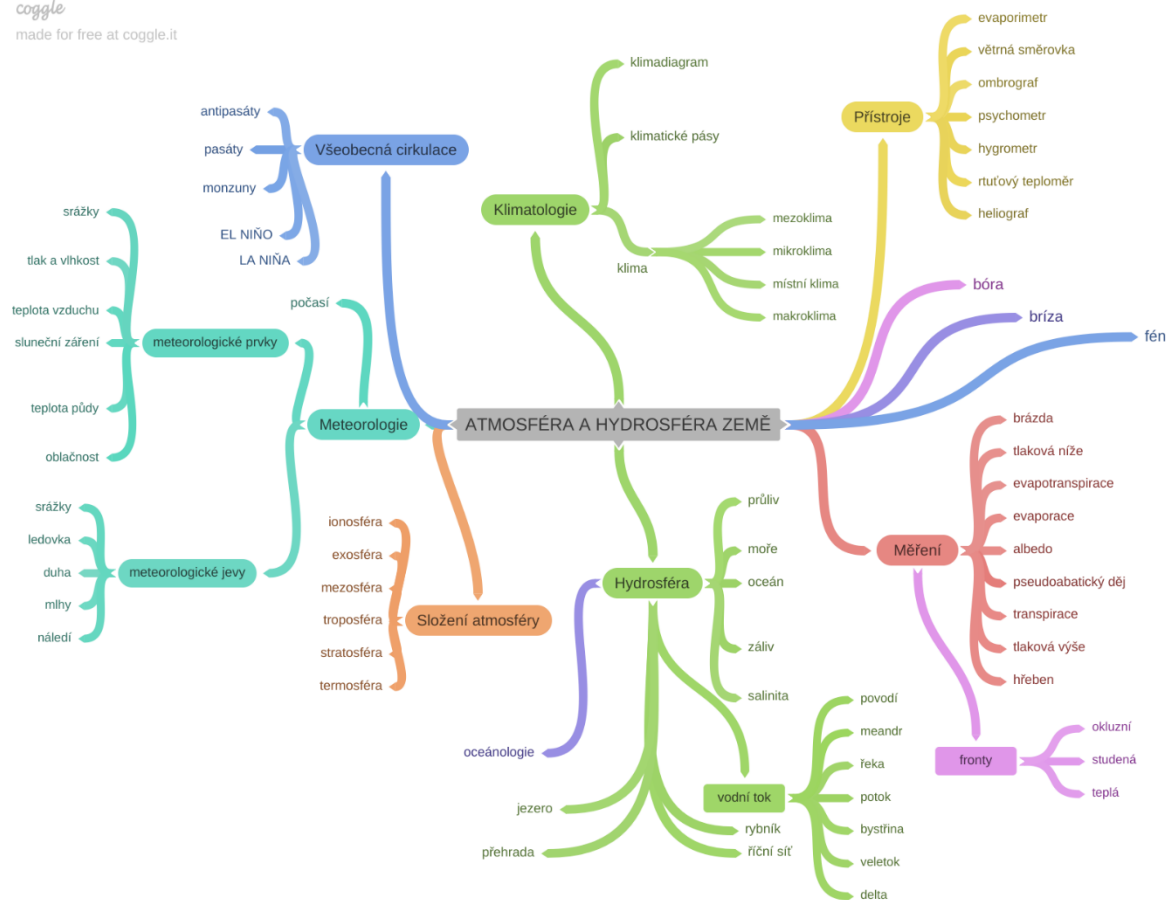 coggle
made for free at coggle.it
antipasáty
pasáty
monzuny
EL NIÑO
LA NIÑA
Všeobecná cirkulace
srážky
tlak a vlhkost
teplota vzduchu
sluneční záření
teplota půdy
oblačnost
meteorologické prvky
počasí
Meteorologie
srážky
ledovka
duha
mlhy
náledí
meteorologické jevy
ionosféra
exosféra
mezosféra
troposféra
stratosféra
termosféra
Složení atmosféry
klimadiagram
klimatické pásy
Klimatologie
klima
mezoklima
mikroklima
místní klima
makroklima
ATMOSFÉRA A HYDROSFÉRA ZEMĚ
Přístroje
evaporimetr
větrná směrovka
ombrograf
psychometr
hygrometr
rtuťový teploměr
heliograf
bóra
bríza
fén
Měření
brázda
tlaková níže
evapotranspirace
evaporace
albedo
pseudoabatický děj
transpirace
tlaková výše
hřeben
fronty
okluzní
studená
teplá
Hydrosféra
průliv
moře
oceán
záliv
salinita
oceánologie
jezero
přehrada
rybník
říční síť
vodní tok
povodí
meandr
řeka
potok
bystřina
veletok
delta